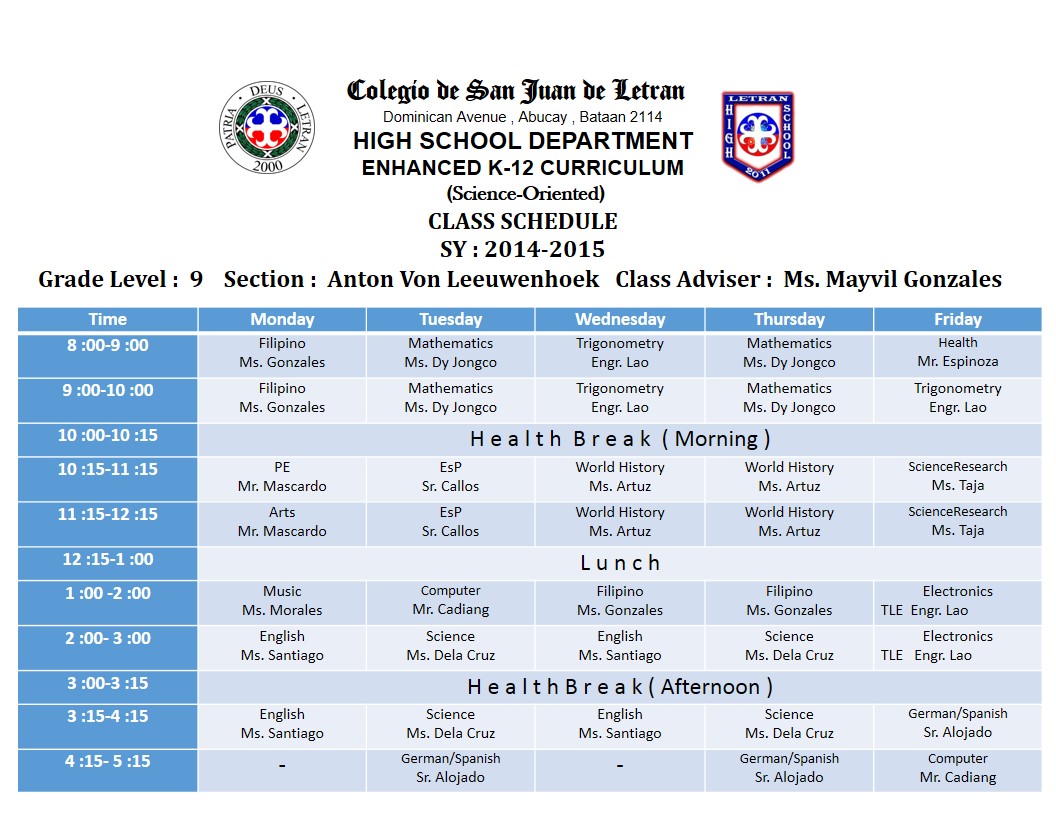 DEUS
PATRIA
LETRAN
2000
Colegio de San Juan de Letran
Dominican Avenue , Abucay , Bataan 2114
HIGH SCHOOL DEPARTMENT
ENHANCED K-12 CURRICULUM
(Science-Oriented)
CLASS SCHEDULE
SY : 2014-2015
LETRAN
HIGH
SCHOOL
2011
Grade Level : 9 Section : Anton Von Leeuwenhoek Class Adviser : Ms. Mayvil Gonzales
Time Monday Tuesday Wednesday Thursday Friday
8 :00-9 :00 Filipino Mathematics Trigonometry Mathematics Health
Ms. Gonzales Ms. Dy Jongco Engr. Lao Ms. Dy Jongco Mr. Espinoza
9 :00-10 :00 Filipino Mathematics Trigonometry Mathematics Trigonometry
Ms. Gonzales Ms. Dy Jongco Engr. Lao Ms. Dy Jongco Engr. Lao
10 :00-10 :15 H e a l t h B r e a k ( M o r n i n g )
10 :15-11 :15 PE EsP World History World History ScienceResearch
Mr. Mascardo Sr. Callos Ms. Artuz Ms. Artuz Ms. Taja
11 :15-12 :15 Arts EsP World History World History ScienceResearch
Mr. Mascardo Sr. Callos Ms. Artuz Ms. Artuz Ms. Taja
12 :15-1 :00 L u n c h
1 :00 -2 :00 Music Computer Filipino Filipino Electronics
Ms. Morales Mr. Cadiang Ms. Gonzales Ms. Gonzales TLE Engr. Lao
2 :00- 3 :00 English Science English Science Electronics
Ms. Santiago Ms. Dela Cruz Ms. Santiago Ms. Dela Cruz TLE Engr. Lao
3 :00-3 :15 H e a l t h B r e a k ( A f t e r n o o n )
3 :15-4 :15 English Science English Science German/Spanish
Ms. Santiago Ms. Dela Cruz Ms. Santiago Ms. Dela Cruz Sr. Alojado
4 :15- 5 :15 - German/Spanish - German/Spanish Computer
Sr. Alojado Sr. Alojado Mr. Cadiang